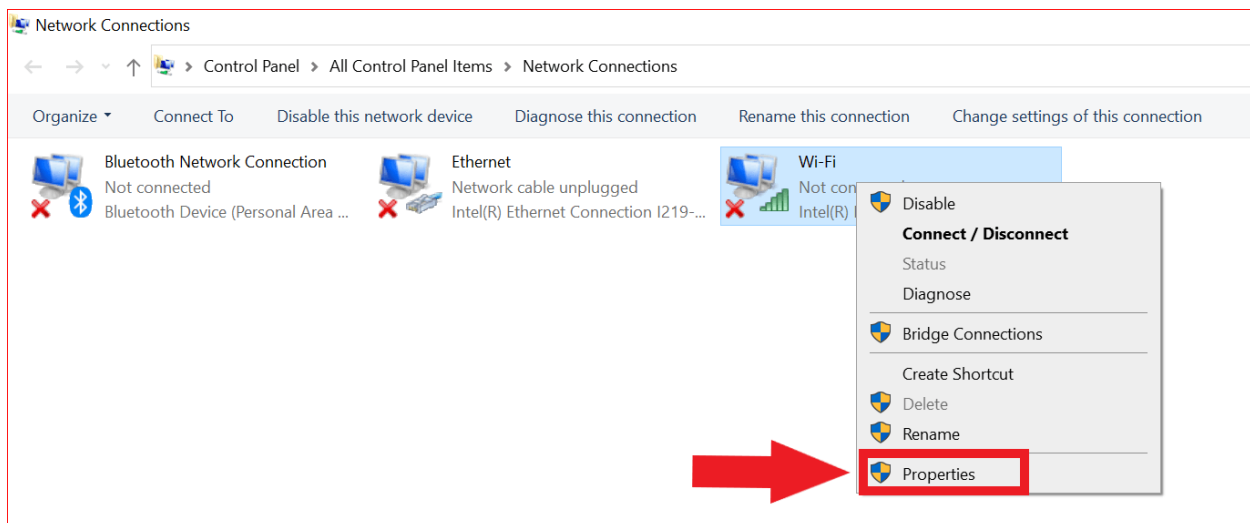 Network Connections
Control Panel > All Control Panel Items > Network Connections
Organize Connect To Disable this network device Diagnose this connection Rename this connection Change settings of this connection
Bluetooth Network Connection
Not connected
Bluetooth Device (Personal Area ...
Ethernet
Network cable unplugged
Intel(R) Ethernet Connection I219-...
Wi-Fi
Not
Intel(R)
Disable
Connect / Disconnect
Status
Diagnose
Bridge Connections
Create Shortcut
Delete
Rename
Properties